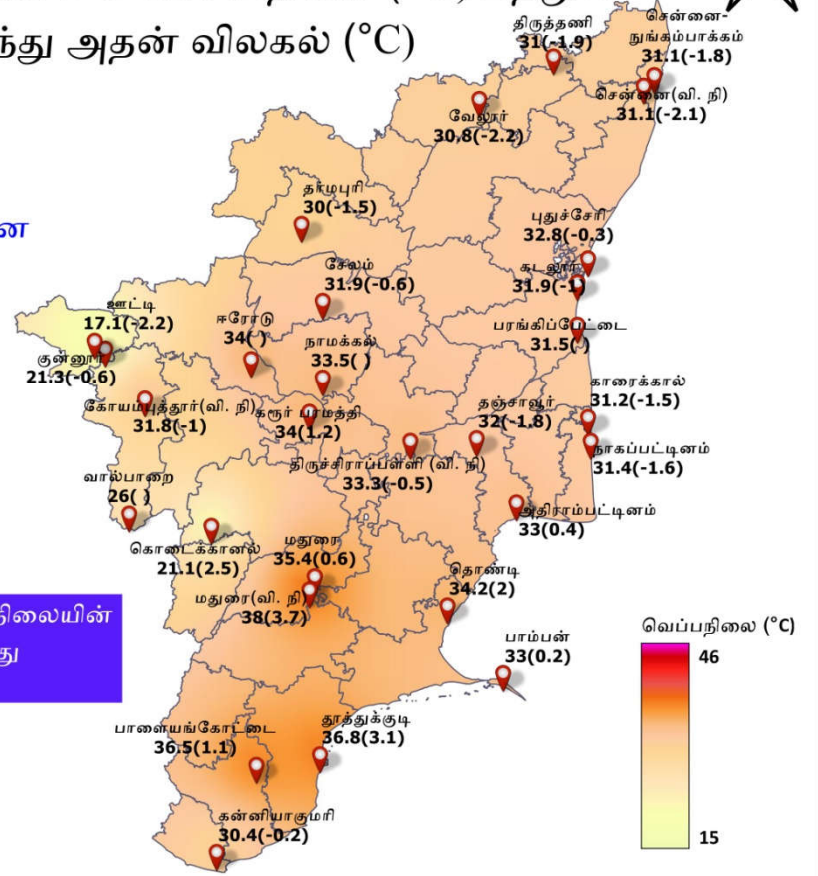 ந்து அதன் விலகல் (°C)
திருத்தணி
31(-1.9)
சென்னை-
நுங்கம்பாக்கம்
31.1(-1.8)
சென்னை(வி. நி)
31.1(-2.1)
வேலூர்
30.8(-2.2)
தர்மபுரி
30(-1.5)
புதுச்சேரி
32.8(-0.3)
ன
சேலம்
31.9(-0.6)
கடலூர்
31.9(-1)
ஊட்டி
17.1(-2.2)
ஈரோடு
34( )
நாமக்கல்
33.5( )
பரங்கிப்பேட்டை
31.5( )
குன்னூர்
21.3(-0.6)
காரைக்கால்
31.2(-1.5)
கோயம்புத்தூர்(வி. நி)
31.8(-1)
கரூர் பரமத்தி
34(1.2)
தஞ்சாவூர்
32(-1.8)
நாகப்பட்டினம்
31.4(-1.6)
திருச்சிராப்பள்ளி (வி. நி)
33.3(-0.5)
வால்பாறை
26( )
அதிராம்பட்டினம்
33(0.4)
கொடைக்கானல்
21.1(2.5)
மதுரை
35.4(0.6)
தொண்டி
34.2(2)
மதுரை(வி. நி)
38(3.7)
நிலையின்
து
வெப்பநிலை (°C)
46
15
பாம்பன்
33(0.2)
பாளையங்கோட்டை
36.5(1.1)
தூத்துக்குடி
36.8(3.1)
கன்னியாகுமரி
30.4(-0.2)